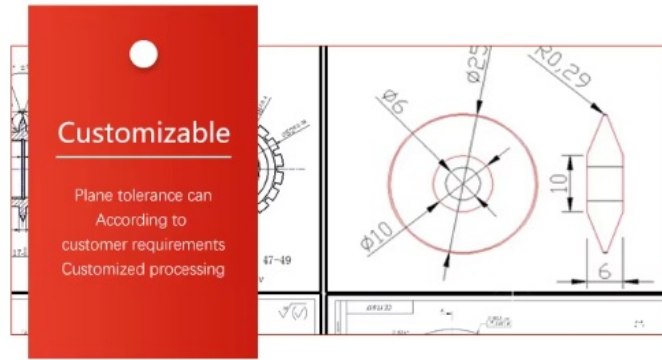 Customizable
Plane tolerance can
According to
customer requirements
Customized processing
47-49
Ø25
Ø6
Ø10
R0,29
10
6